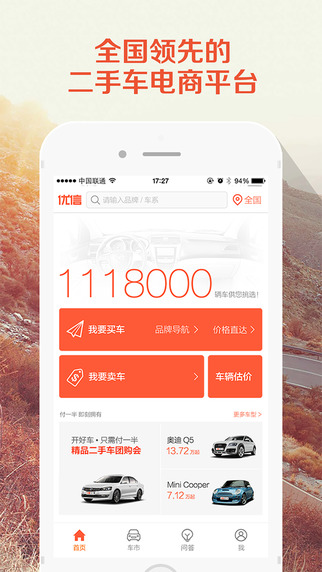 全国领先的
二手车电商平台
中国联通 17:27 94%
优信 请输入品牌 / 车系 全国
1118000 辆车供您挑选!
我要买车 品牌导航 价格直达
我要卖车 车辆估价
付一半 即刻拥有 更多车型 >
开好车·只需付一半
精品二手车团购会
奥迪 Q5
13.72 万起
Mini Cooper
7.12 万起
首页 车市 问答 我